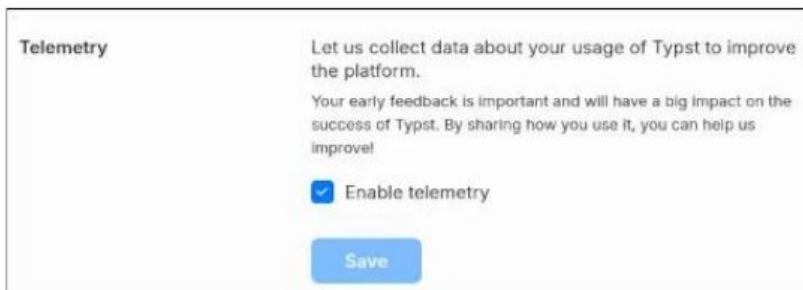 Telemetry
Let us collect data about your usage of Typst to improve
the platform.
Your early feedback is important and will have a big impact on the
success of Typst. By sharing how you use it, you can help us
improve!
Enable telemetry
Save